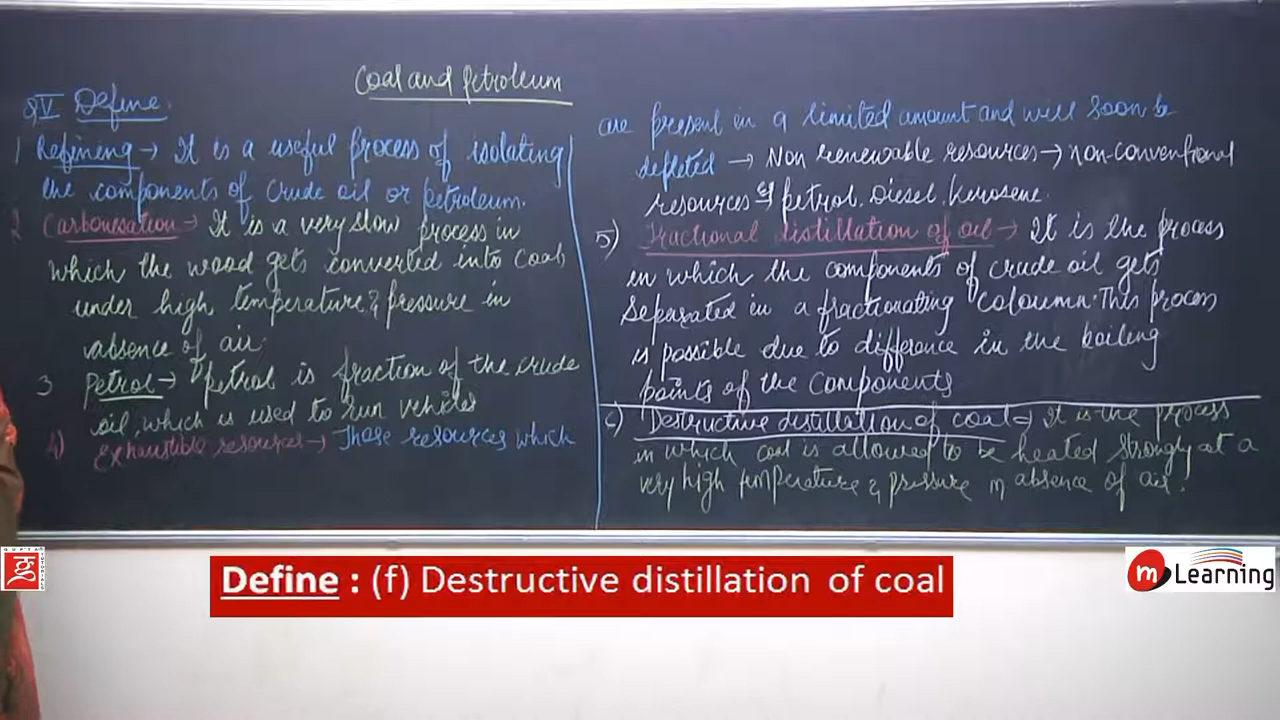 Coal and Petroleum
QV Define.
1 Refining → It is a useful process of isolating
the components of crude oil or petroleum.
2 Carbonisation → It is a very slow process in
which the wood gets converted into coal
under high temperature & pressure in
absence of air.
3 Petrol → Petrol is fraction of the crude
oil, which is used to run vehicles
4) Exhaustible resources → Those resources which
are present in a limited amount and will soon be
depleted → Non renewable resources → non-conventional
resources eg petrol, Diesel, Kerosene.
5) Fractional distillation of oil → It is the process
in which the components of crude oil gets
separated in a fractionating coloumn. This process
is possible due to difference in the boiling
points of the components
6) Destructive distillation of coal → It is the process
in which coal is allowed to be heated strongly at a
very high temperature & pressure in absence of air.
Define : (f) Destructive distillation of coal
GUPTA
m Learning